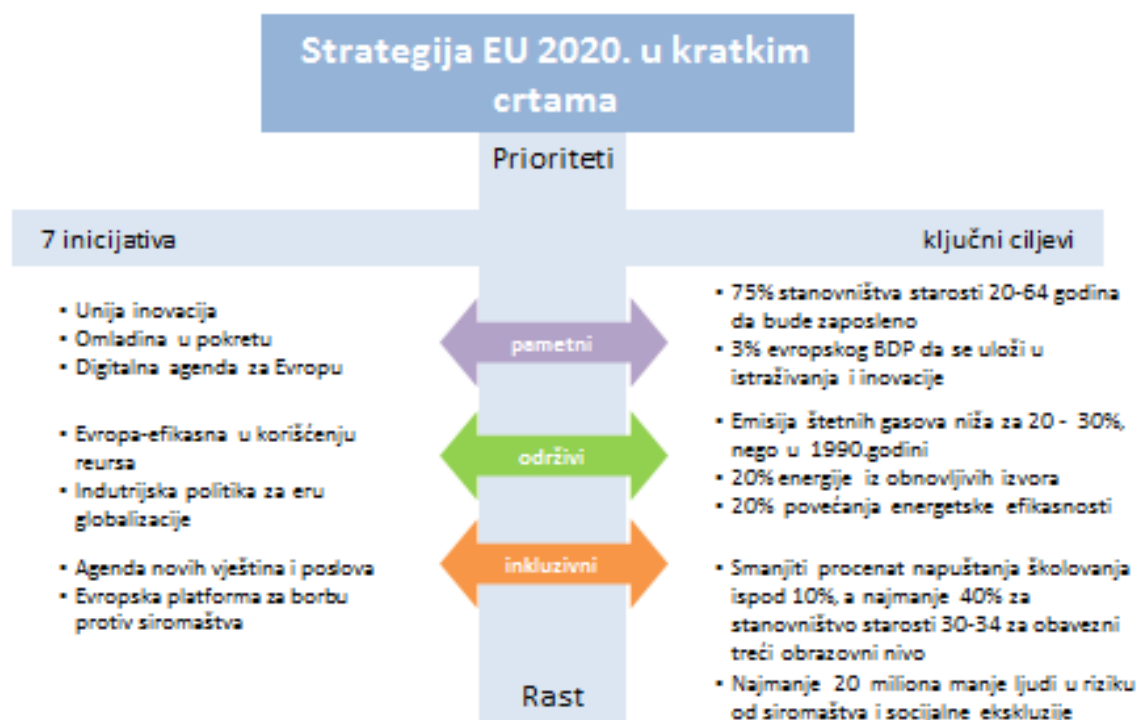 Strategija EU 2020. u kratkim
crtama
Prioriteti
7 inicijativa
ključni ciljevi
▪ Unija inovacija
▪ Omladina u pokretu
▪ Digitalna agenda za Evropu
pametni
▪ 75% stanovništva starosti 20-64 godina
da bude zaposleno
▪ 3% evropskog BDP da se uloži u
istraživanja i inovacije
▪ Evropa-efikasna u korišćenju
reursa
▪ Indutrijska politika za eru
globalizacije
održivi
▪ Emisija štetnih gasova niža za 20 - 30%,
nego u 1990.godini
▪ 20% energije iz obnovljivih izvora
▪ 20% povećanja energetske efikasnosti
▪ Agenda novih vještina i poslova
▪ Evropska platforma za borbu
protiv siromaštva
inkluzivni
▪ Smanjiti procenat napuštanja školovanja
ispod 10%, a najmanje 40% za
stanovništvo starosti 30-34 za obavezni
treći obrazovni nivo
▪ Najmanje 20 miliona manje ljudi u riziku
od siromaštva i socijalne ekskluzije
Rast